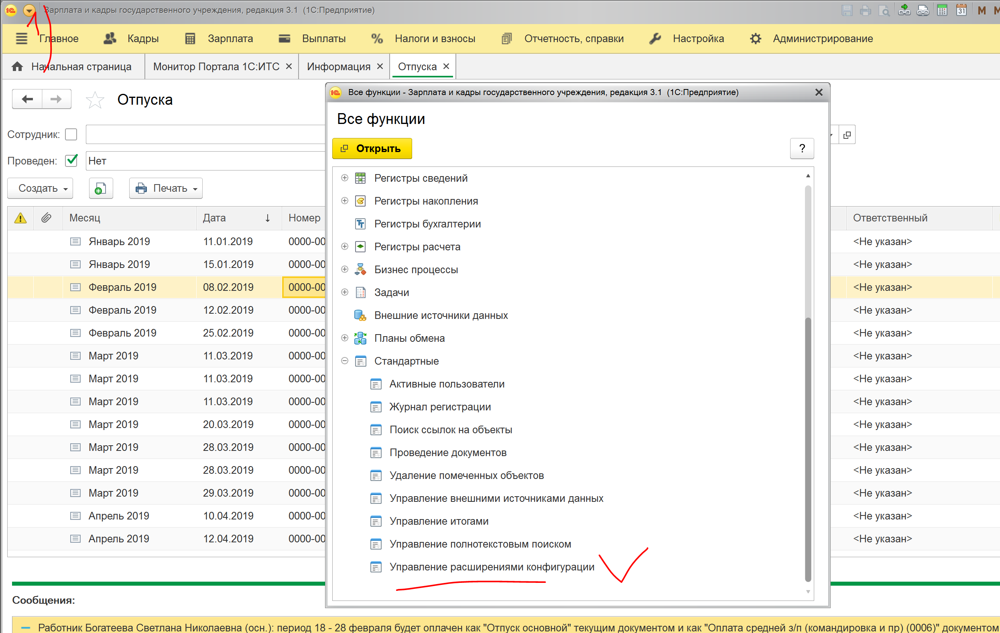 Зарплата и кадры государственного учреждения, редакция 3.1 (1С:Предприятие)
31 M
Главное Кадры Зарплата Выплаты % Налоги и взносы Отчетность, справки Настройка Администрирование
Начальная страница Монитор Портала 1С:ИТС Информация Отпуска
Отпуска
Сотрудник:
Проведен: Нет
Создать Печать
Месяц Дата Номер Ответственный
Январь 2019 11.01.2019 0000-00 <Не указан>
Январь 2019 15.01.2019 0000-00 <Не указан>
Февраль 2019 08.02.2019 0000-00 <Не указан>
Февраль 2019 12.02.2019 0000-00 <Не указан>
Февраль 2019 25.02.2019 0000-00 <Не указан>
Март 2019 11.03.2019 0000-00 <Не указан>
Март 2019 11.03.2019 0000-00 <Не указан>
Март 2019 11.03.2019 0000-00 <Не указан>
Март 2019 20.03.2019 0000-00 <Не указан>
Март 2019 28.03.2019 0000-00 <Не указан>
Март 2019 28.03.2019 0000-00 <Не указан>
Март 2019 29.03.2019 0000-00 <Не указан>
Апрель 2019 10.04.2019 0000-00 <Не указан>
Апрель 2019 12.04.2019 0000-00 <Не указан>
Все функции - Зарплата и кадры государственного учреждения, редакция 3.1 (1С:Предприятие)
Все функции
Открыть ?
Регистры сведений
Регистры накопления
Регистры бухгалтерии
Регистры расчета
Бизнес процессы
Задачи
Внешние источники данных
Планы обмена
Стандартные
Активные пользователи
Журнал регистрации
Поиск ссылок на объекты
Проведение документов
Удаление помеченных объектов
Управление внешними источниками данных
Управление итогами
Управление полнотекстовым поиском
Управление расширениями конфигурации
Сообщения:
Работник Богатеева Светлана Николаевна (осн.): период 18 - 28 февраля будет оплачен как "Отпуск основной" текущим документом и как "Оплата средней з/п (командировка и пр) (0006)" документом